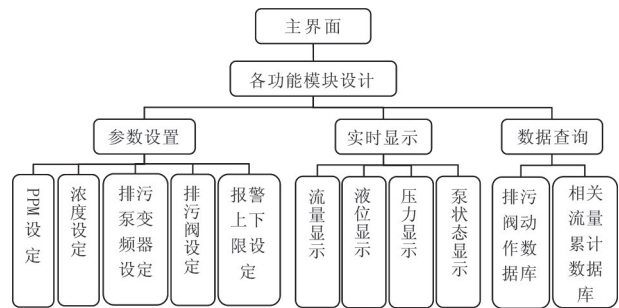 主界面
各功能模块设计
参数设置
实时显示
数据查询
PPM设定
浓度设定
排污泵变频器设定
排污阀设定
报警上下限设定
流量显示
液位显示
压力显示
泵状态显示
排污阀动作数据库
相关流量累计数据库